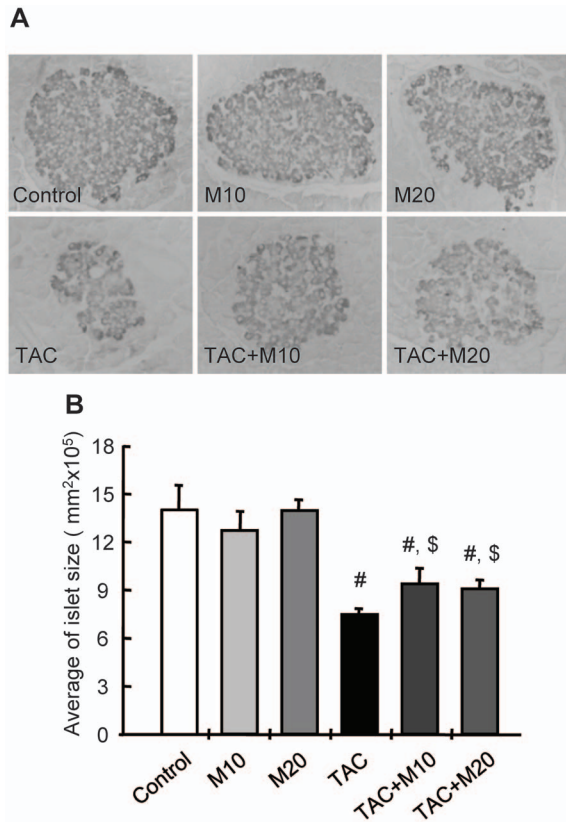 A
Control
M10
M20
TAC
TAC+M10
TAC+M20
B
Average of islet size ( mm²x10⁵)
18
15
12
9
6
3
0
#
#, $
#, $
Control
M10
M20
TAC
TAC+M10
TAC+M20